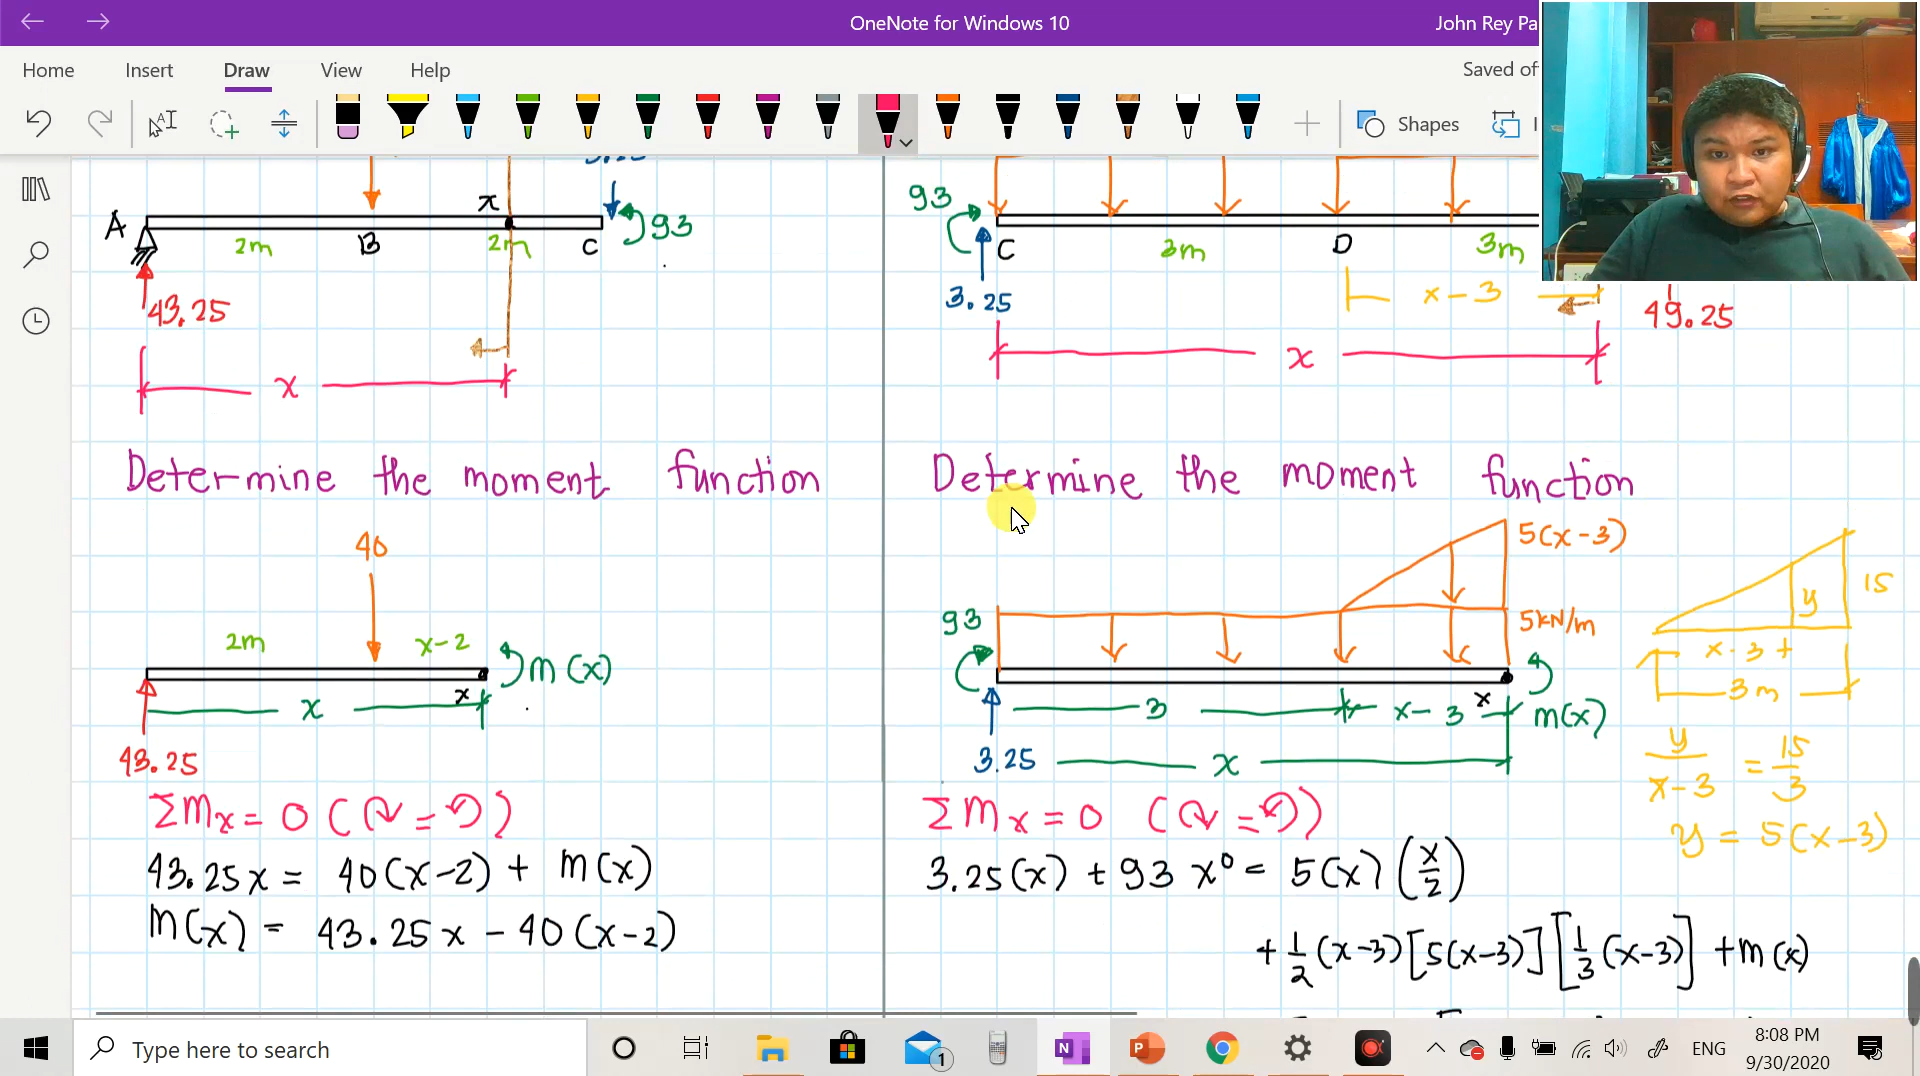 OneNote for Windows 10
John Rey Pa
Home Insert Draw View Help
Saved of
Shapes
A
2m
B
x
2m
C
93
43.25
x
93
C
3m
D
3m
3.25
x-3
49.25
x
Determine the moment function
40
2m
x-2
m(x)
x
x
43.25
ΣMx = 0 (↻ = ↺)
43.25x = 40(x-2) + m(x)
m(x) = 43.25x - 40(x-2)
Determine the moment function
5(x-3)
93
5kN/m
3
x-3
x
m(x)
3.25
x
y
15
x-3
3m
y/(x-3) = 15/3
y = 5(x-3)
ΣMx = 0 (↻ = ↺)
3.25(x) + 93x⁰ = 5(x)(x/2)
+ 1/2 (x-3)[5(x-3)][1/3 (x-3)] + m(x)
Type here to search
1
ENG
8:08 PM
9/30/2020